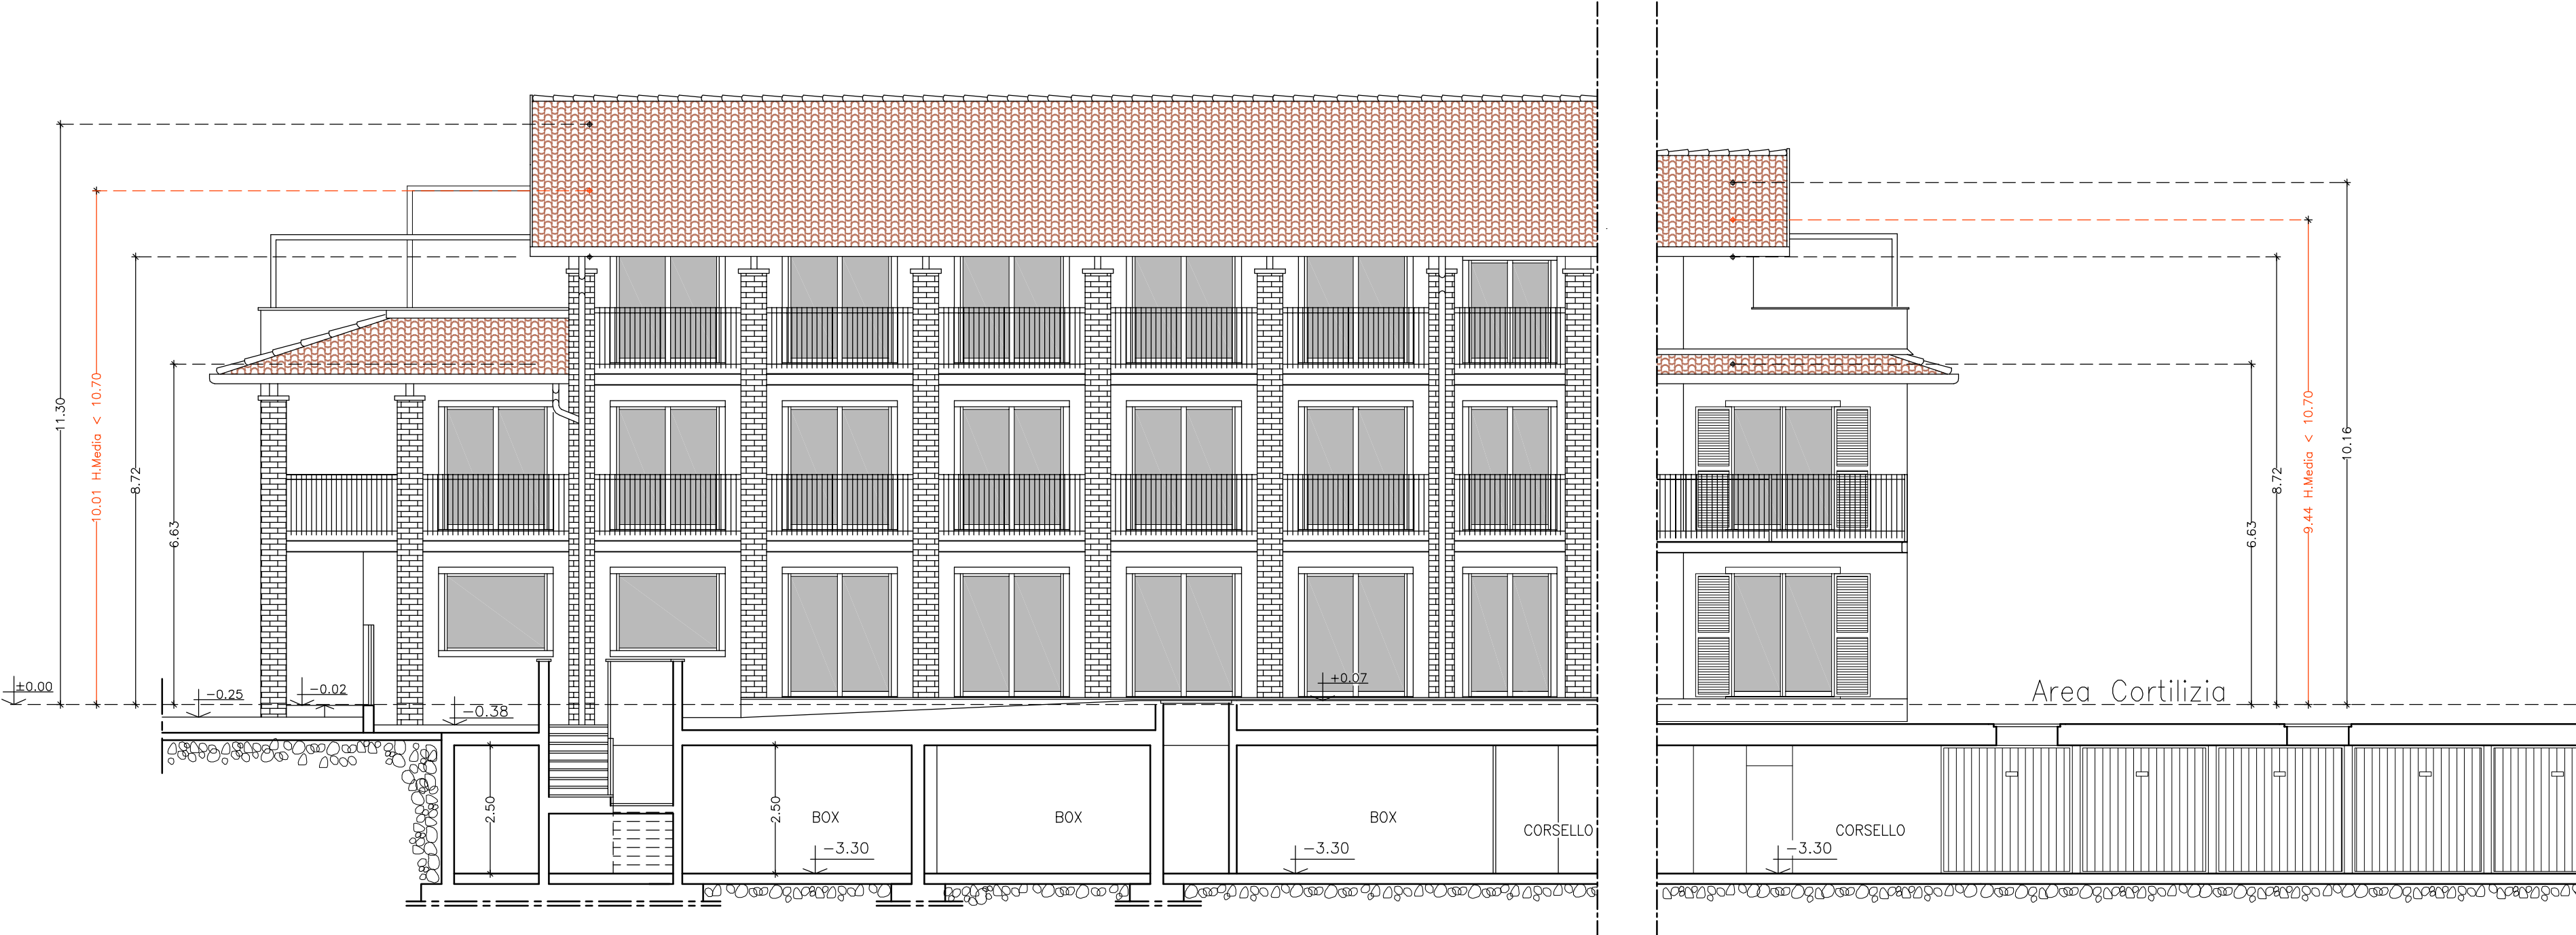 11.30
10.01 H.Media < 10.70
8.72
6.63
±0.00
-0.25
-0.02
-0.38
+0.07
2.50
2.50
BOX
-3.30
BOX
BOX
-3.30
CORSELLO
CORSELLO
-3.30
Area Cortilizia
6.63
8.72
9.44 H.Media < 10.70
10.16